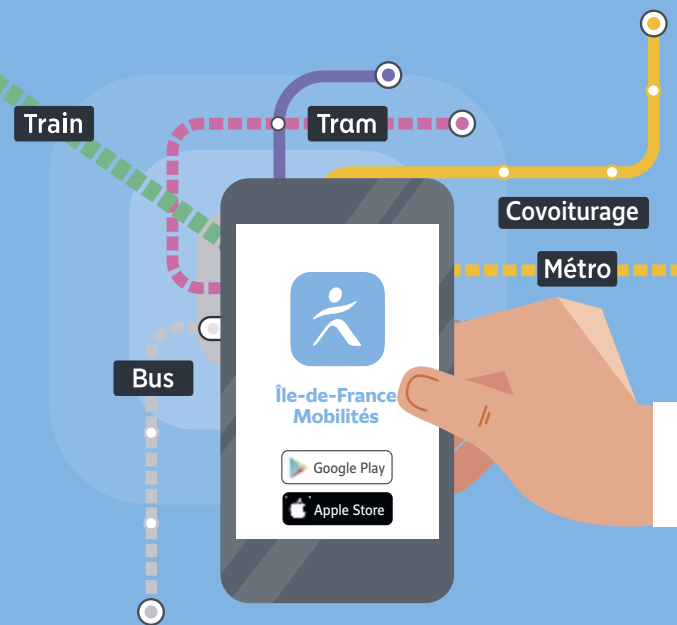 Train
Tram
Covoiturage
Métro
Bus
Île-de-France
Mobilités
Google Play
Apple Store